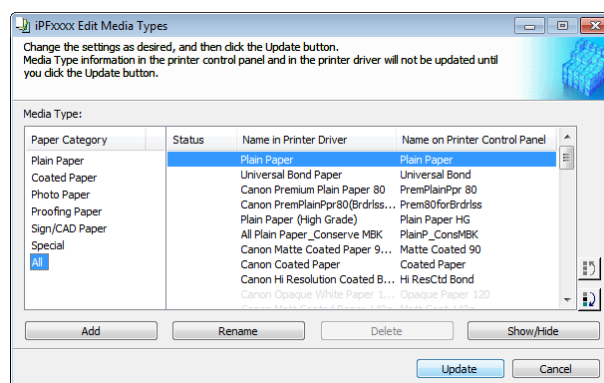 iPFxxxx Edit Media Types
Change the settings as desired, and then click the Update button.
Media Type information in the printer control panel and in the printer driver will not be updated until
you click the Update button.
Media Type:
Paper Category
Status Name in Printer Driver Name on Printer Control Panel
Plain Paper
Coated Paper
Photo Paper
Proofing Paper
Sign/CAD Paper
Special
All
Plain Paper Plain Paper
Universal Bond Paper Universal Bond
Canon Premium Plain Paper 80 PremPlainPpr 80
Canon PremPlainPpr80(Brdrlss... Prem80forBrdrlss
Plain Paper (High Grade) Plain Paper HG
All Plain Paper_Conserve MBK PlainP_ConsMBK
Canon Matte Coated Paper 9... Matte Coated 90
Canon Coated Paper Coated Paper
Canon Hi Resolution Coated B... Hi ResCtd Bond
Canon Opaque White Paper 1... Opaque Paper 120
Add Rename Delete Show/Hide
Update Cancel